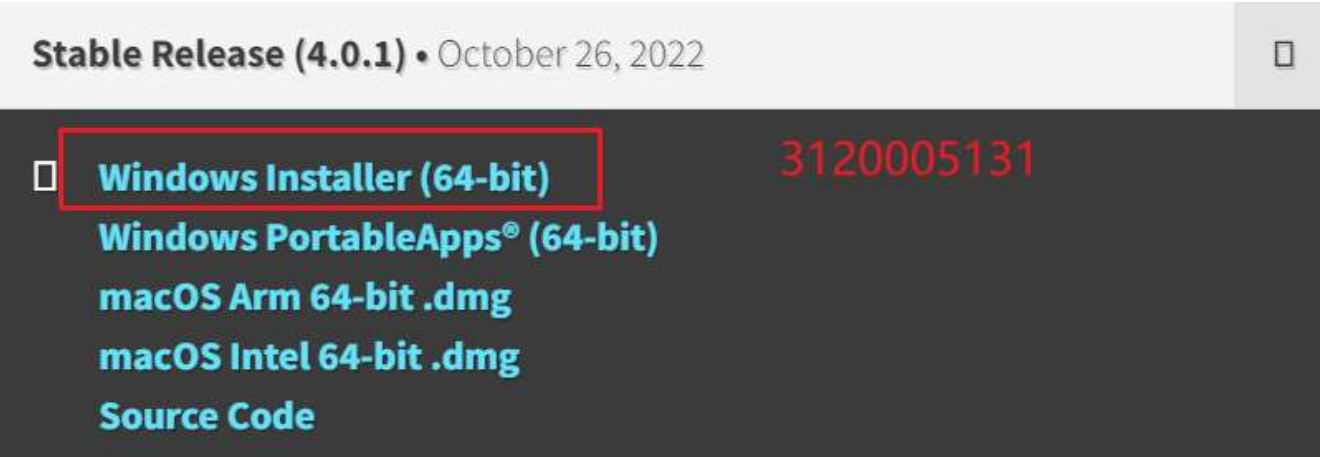 Stable Release (4.0.1) • October 26, 2022
Windows Installer (64-bit)
3120005131
Windows PortableApps® (64-bit)
macOS Arm 64-bit .dmg
macOS Intel 64-bit .dmg
Source Code